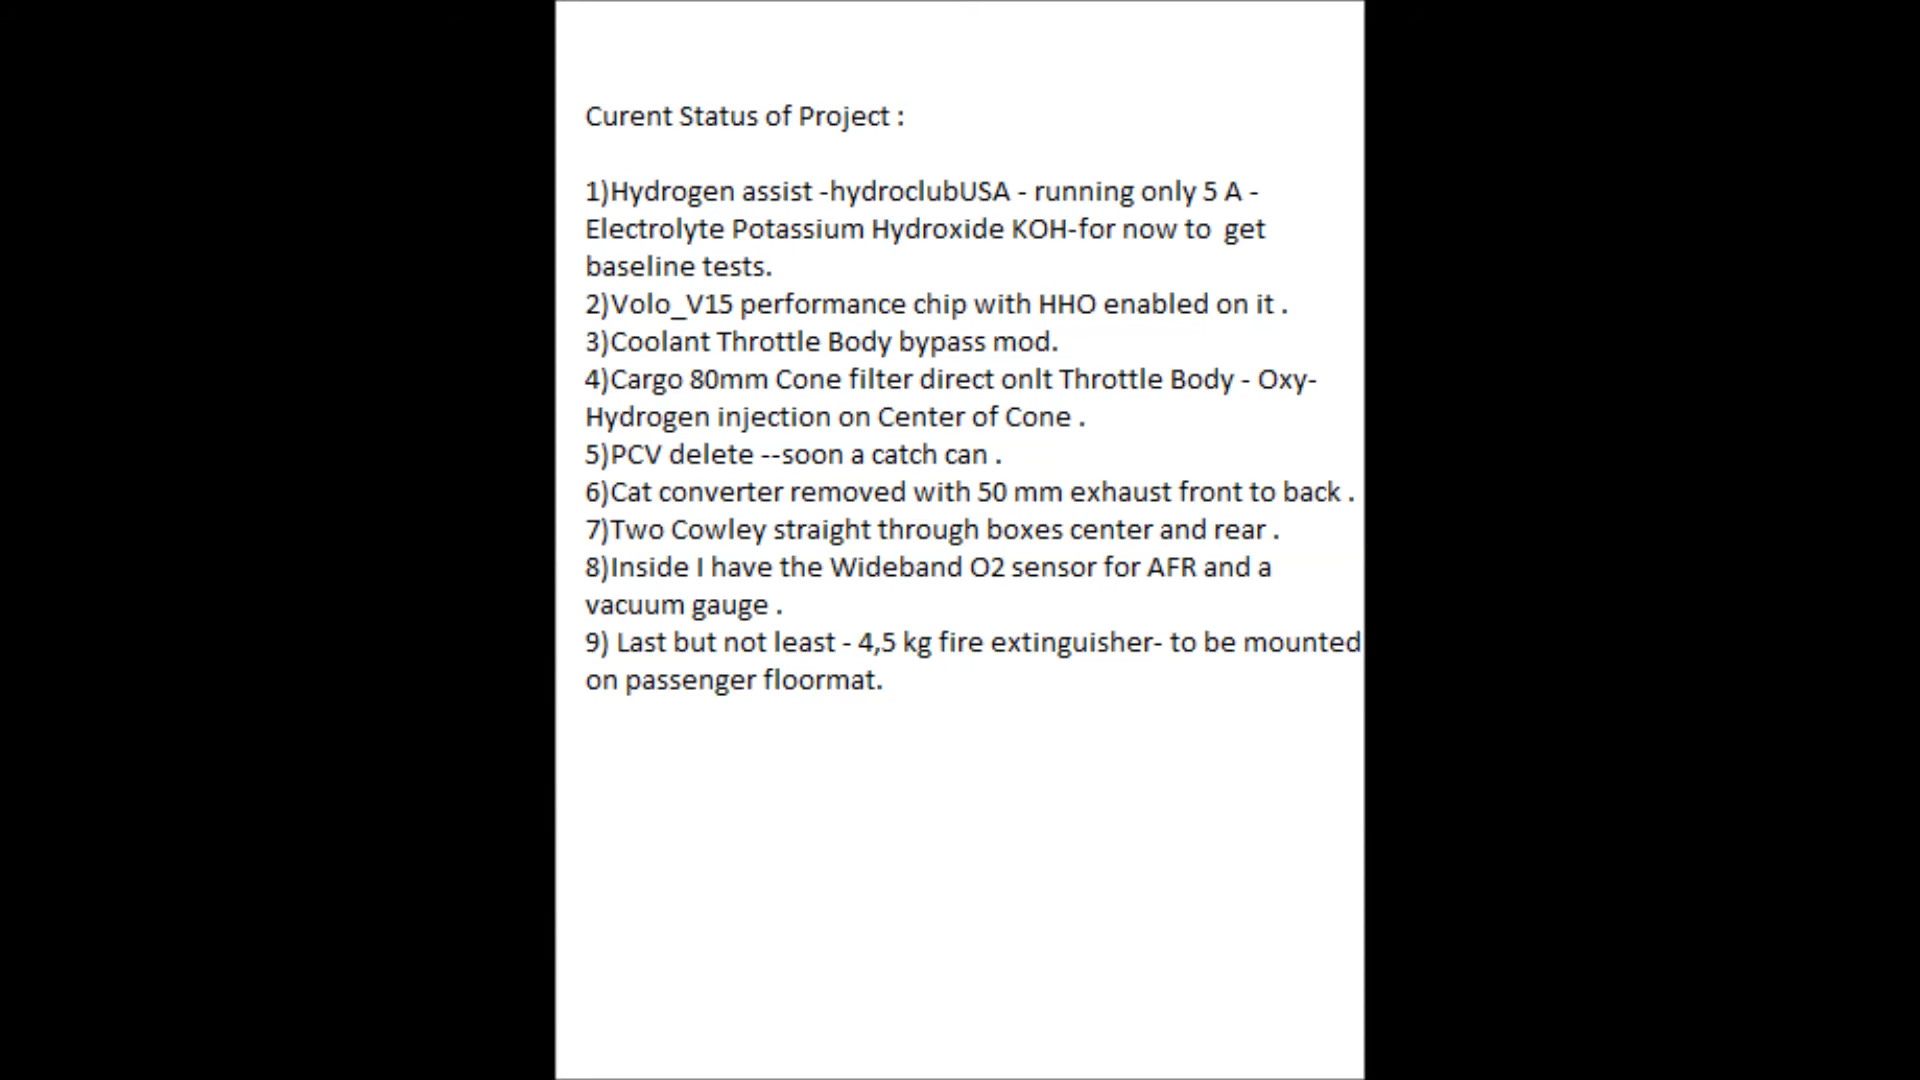 Curent Status of Project :
1)Hydrogen assist -hydroclubUSA - running only 5 A -
Electrolyte Potassium Hydroxide KOH-for now to  get
baseline tests.
2)Volo_V15 performance chip with HHO enabled on it .
3)Coolant Throttle Body bypass mod.
4)Cargo 80mm Cone filter direct onlt Throttle Body - Oxy-
Hydrogen injection on Center of Cone .
5)PCV delete --soon a catch can .
6)Cat converter removed with 50 mm exhaust front to back .
7)Two Cowley straight through boxes center and rear .
8)Inside I have the Wideband O2 sensor for AFR and a
vacuum gauge .
9) Last but not least - 4,5 kg fire extinguisher- to be mounted
on passenger floormat.